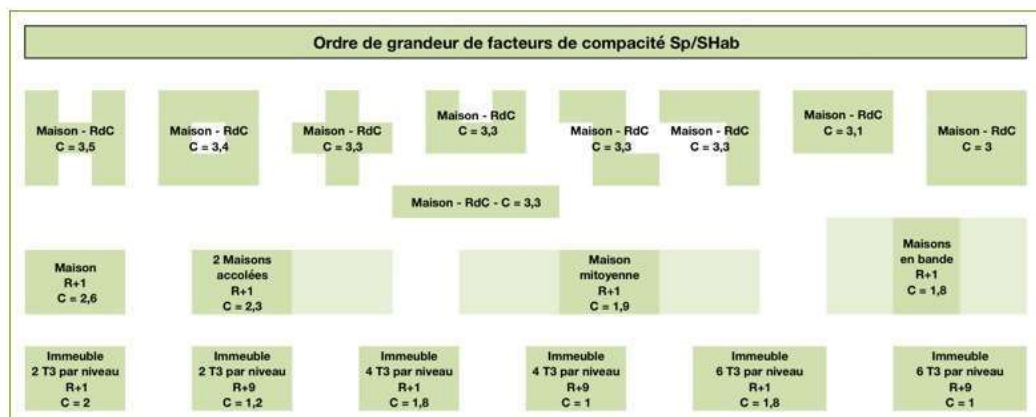 Ordre de grandeur de facteurs de compacité Sp/SHab
Maison - RdC
C = 3,5
Maison - RdC
C = 3,4
Maison - RdC
C = 3,3
Maison - RdC
C = 3,3
Maison - RdC
C = 3,3
Maison - RdC
C = 3,3
Maison - RdC
C = 3,1
Maison - RdC
C = 3
Maison - RdC - C = 3,3
Maison
R+1
C = 2,6
2 Maisons
accolées
R+1
C = 2,3
Maison
mitoyenne
R+1
C = 1,9
Maisons
en bande
R+1
C = 1,8
Immeuble
2 T3 par niveau
R+1
C = 2
Immeuble
2 T3 par niveau
R+9
C = 1,2
Immeuble
4 T3 par niveau
R+1
C = 1,8
Immeuble
4 T3 par niveau
R+9
C = 1
Immeuble
6 T3 par niveau
R+1
C = 1,8
Immeuble
6 T3 par niveau
R+9
C = 1